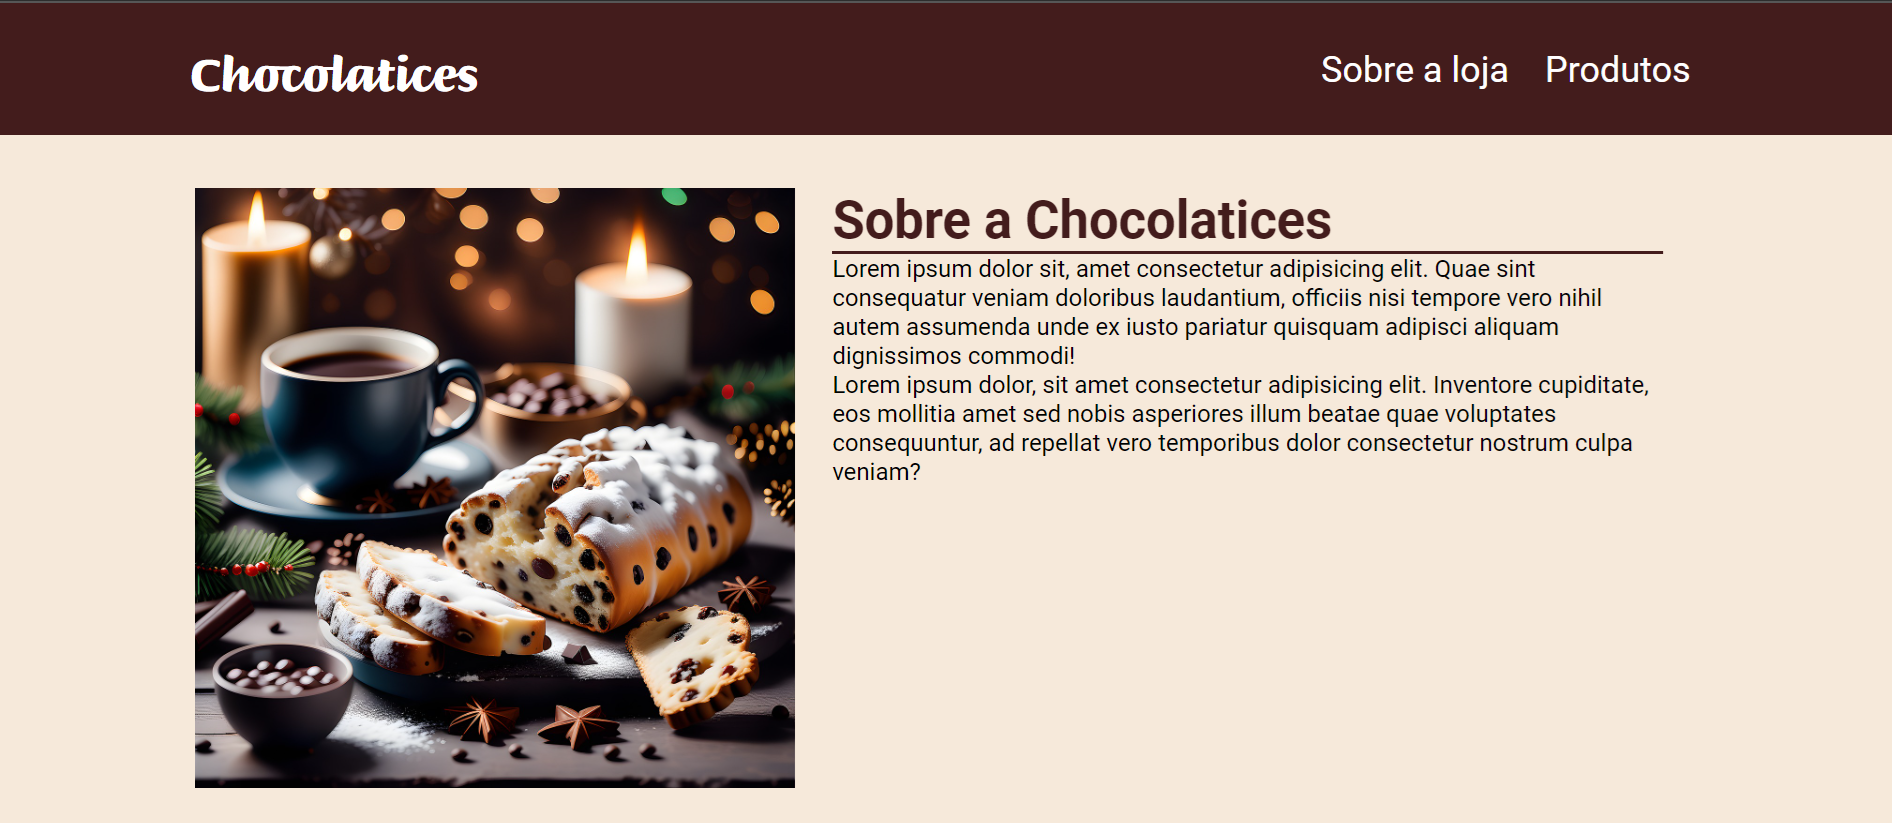 Chocolatices
Sobre a loja Produtos
Sobre a Chocolatices
Lorem ipsum dolor sit, amet consectetur adipisicing elit. Quae sint
consequatur veniam doloribus laudantium, officiis nisi tempore vero nihil
autem assumenda unde ex iusto pariatur quisquam adipisci aliquam
dignissimos commodi!
Lorem ipsum dolor, sit amet consectetur adipisicing elit. Inventore cupiditate,
eos mollitia amet sed nobis asperiores illum beatae quae voluptates
consequuntur, ad repellat vero temporibus dolor consectetur nostrum culpa
veniam?